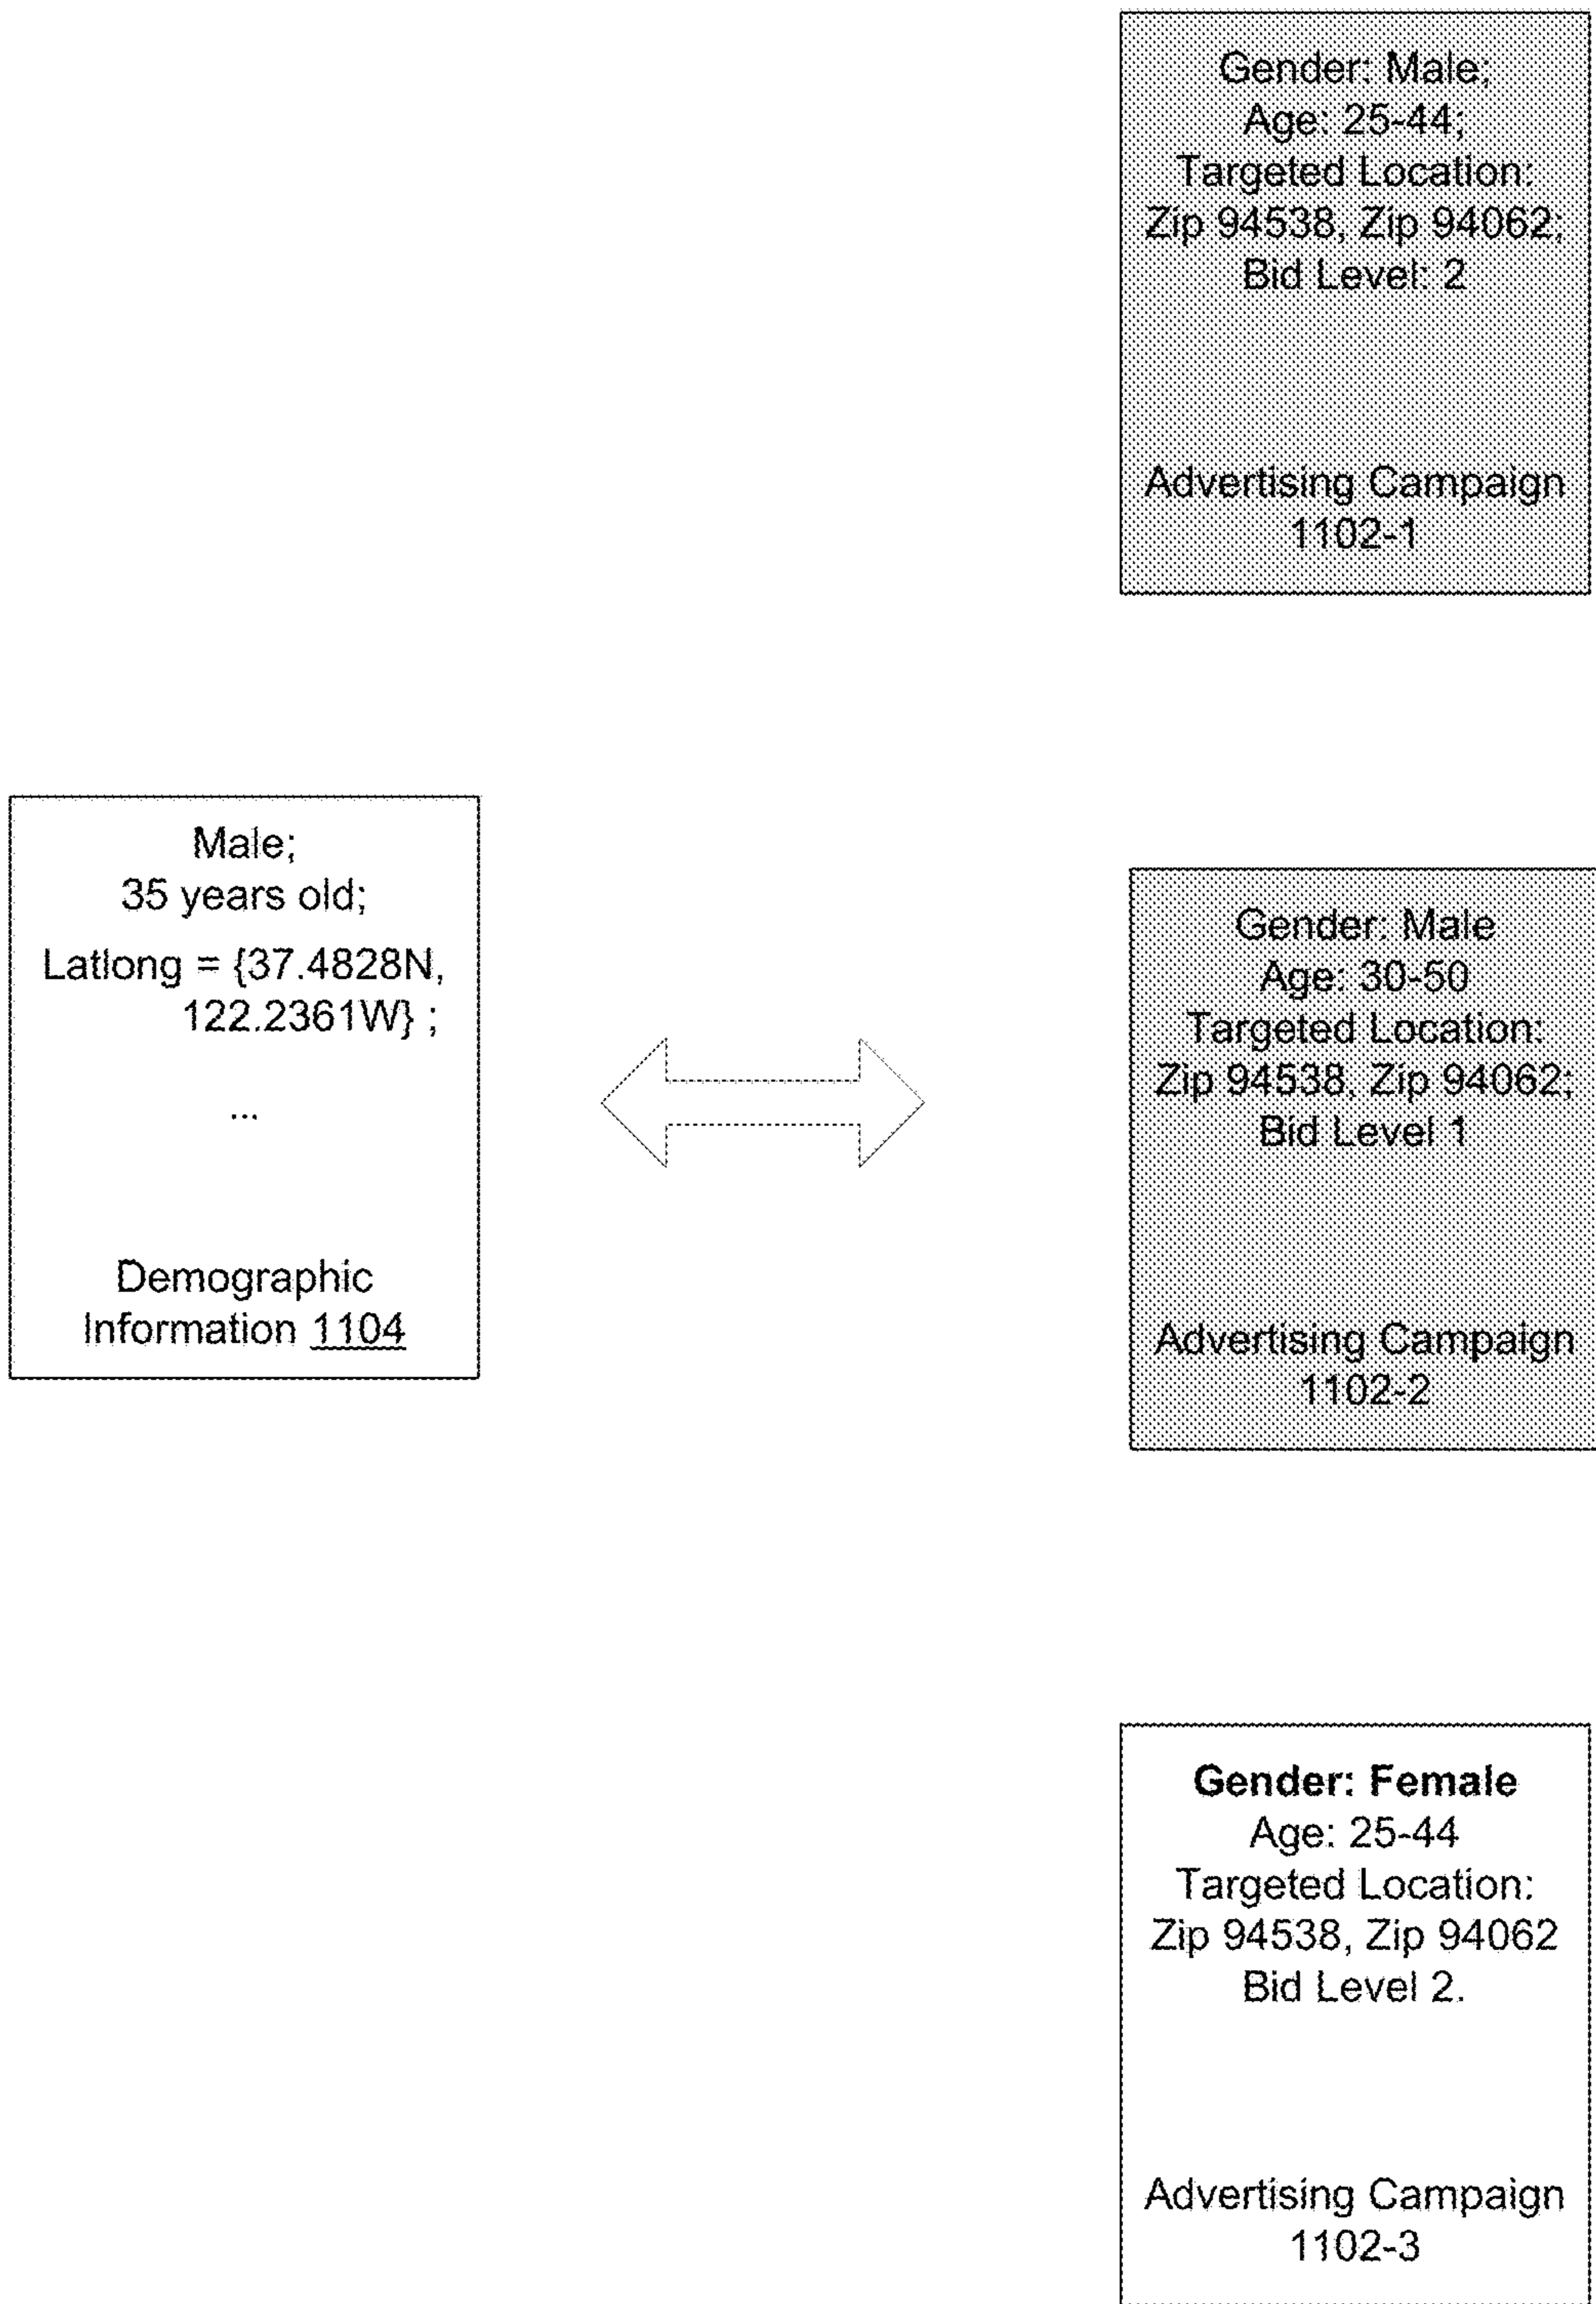 Gender: Male;
Age: 25-44;
Targeted Location:
Zip 94538, Zip 94062;
Bid Level: 2
Advertising Campaign
1102-1
Male;
35 years old;
Latlong = {37.4828N,
122.2361W} ;
...
Demographic
Information 1104
Gender: Male
Age: 30-50
Targeted Location:
Zip 94538, Zip 94062;
Bid Level 1
Advertising Campaign
1102-2
Gender: Female
Age: 25-44
Targeted Location:
Zip 94538, Zip 94062
Bid Level 2.
Advertising Campaign
1102-3